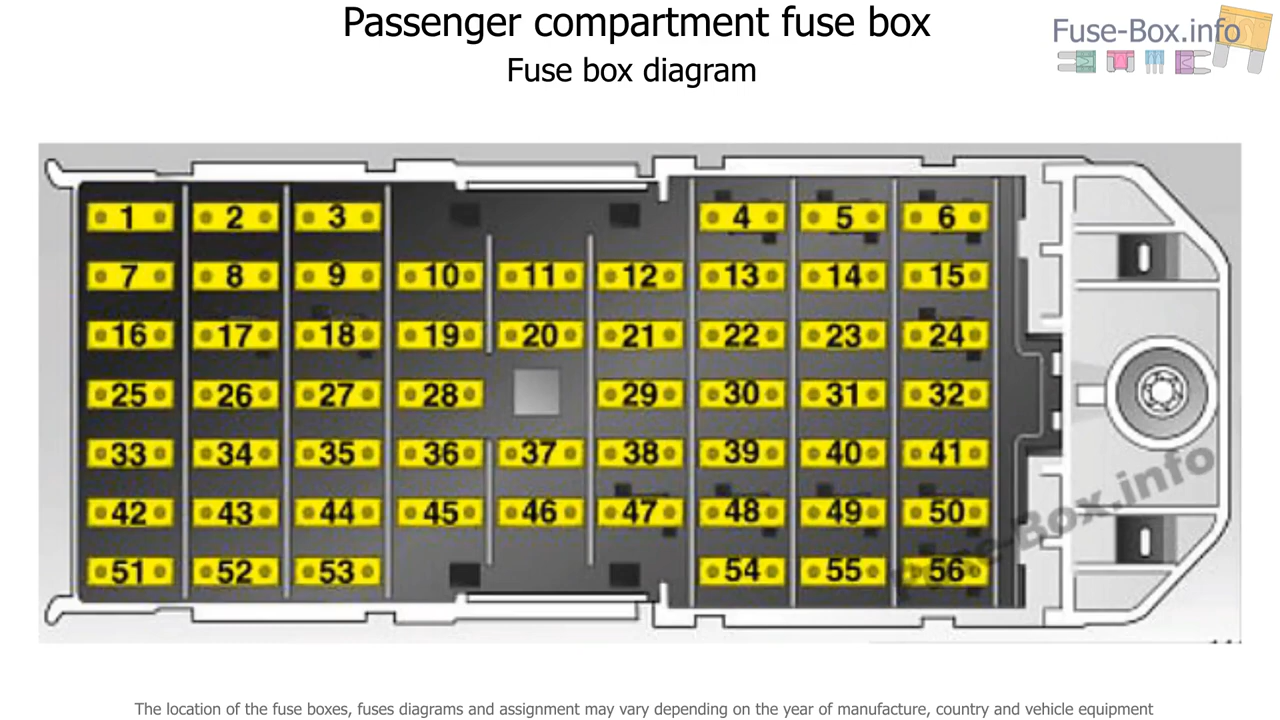 Passenger compartment fuse box
Fuse box diagram
Fuse-Box.info
1 2 3 4 5 6
7 8 9 10 11 12 13 14 15
16 17 18 19 20 21 22 23 24
25 26 27 28 29 30 31 32
33 34 35 36 37 38 39 40 41
42 43 44 45 46 47 48 49 50
51 52 53 54 55 56
Fuse-Box.info
The location of the fuse boxes, fuses diagrams and assignment may vary depending on the year of manufacture, country and vehicle equipment